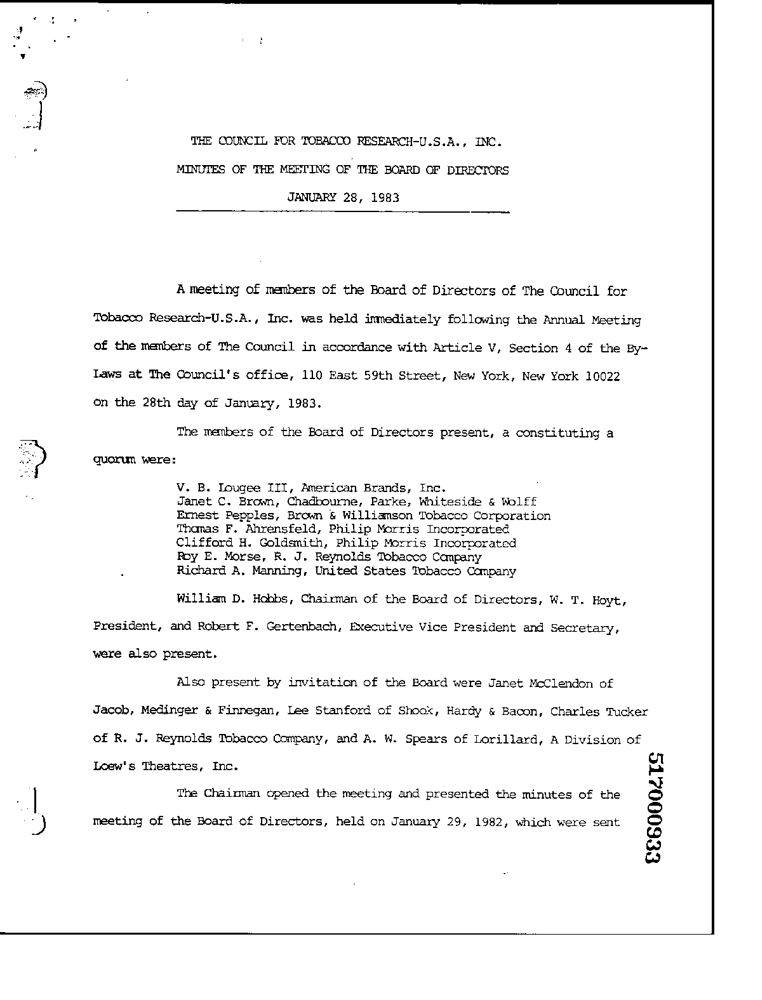 THE COUNCIL FOR TOBACCO RESEARCH-U.S.A., INC.
MINUTES OF THE MEETING OF THE BOARD OF DIRECTORS
JANUARY 28, 1983
A meeting of members of the Board of Directors of The Council for
Tobacco Research-U.S.A., Inc. was held immediately following the Annual Meeting
of the members of The Council in accordance with Article V, Section 4 of the By-
Laws at The Council's office, 110 East 59th Street, New York, New York 10022
on the 28th day of January, 1983.
The members of the Board of Directors present, a constituting a
quorum were:
V. B. Lougee III, American Brands, Inc.
Janet C. Brown, Chadbourne, Parke, Whiteside & Wolff
Ernest Pepples, Brown & Williamson Tobacco Corporation
Thomas F. Ahrensfeld, Philip Morris Incorporated
Clifford H. Goldsmith, Philip Morris Incorporated
Roy E. Morse, R. J. Reynolds Tobacco Company
Richard A. Manning, United States Tobacco Company
William D. Hobbs, Chairman of the Board of Directors, W. T. Hoyt,
President, and Robert F. Gertenbach, Executive Vice President and Secretary,
were also present.
Also present by invitation of the Board were Janet McClendon of
Jacob, Medinger & Finnegan, Lee Stanford of Shook, Hardy & Bacon, Charles Tucker
of R. J. Reynolds Tobacco Company, and A. W. Spears of Lorillard, A Division of
Loew's Theatres, Inc.
The Chairman opened the meeting and presented the minutes of the
meeting of the Board of Directors, held on January 29, 1982, which were sent
517000933